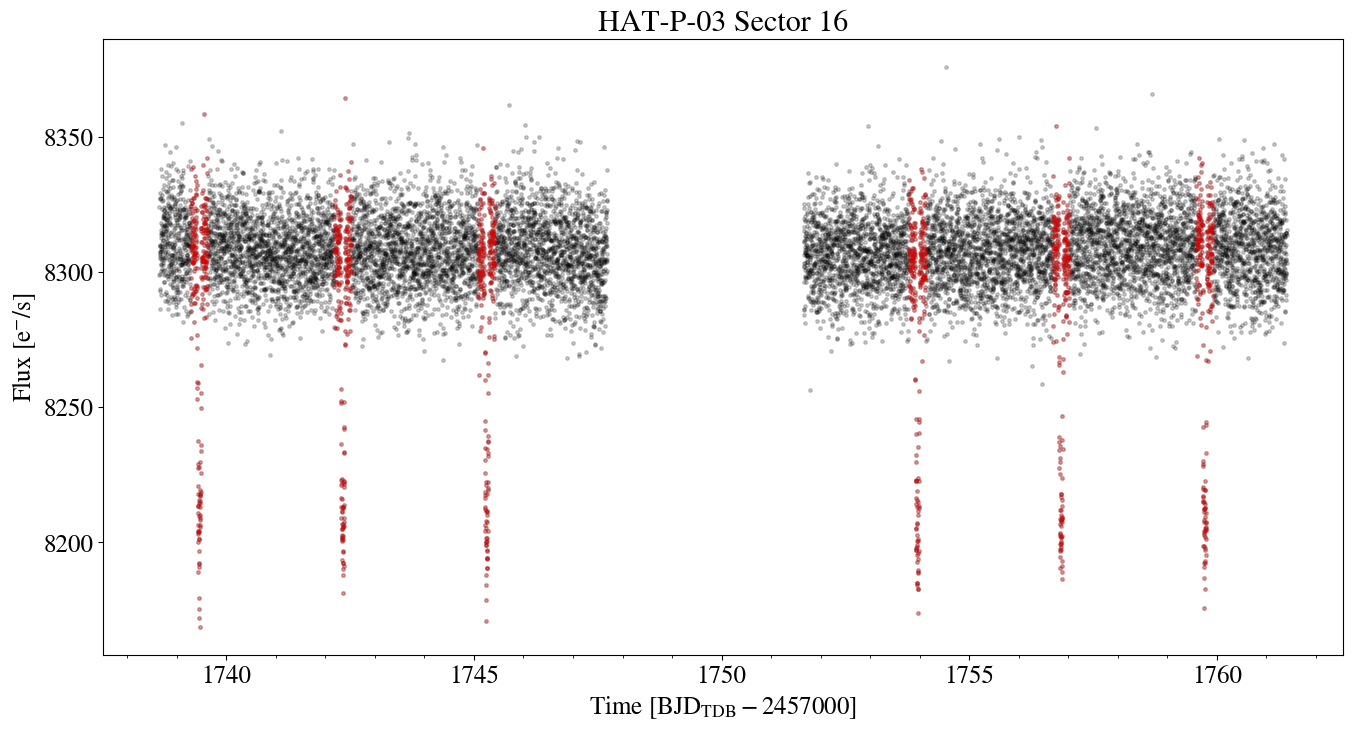 HAT-P-03 Sector 16
Flux [e⁻/s]
8350
8300
8250
8200
1740 1745 1750 1755 1760
Time [BJD_TDB − 2457000]